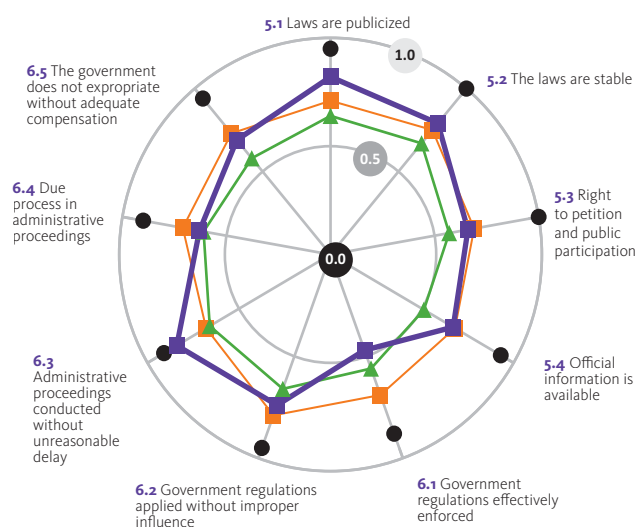 5.1 Laws are publicized
1.0
5.2 The laws are stable
0.5
5.3 Right
to petition
and public
participation
0.0
5.4 Official
information is
available
6.1 Government
regulations effectively
enforced
6.2 Government regulations
applied without improper
influence
6.3
Administrative
proceedings
conducted
without
unreasonable
delay
6.4 Due
process in
administrative
proceedings
6.5 The government
does not expropriate
without adequate
compensation